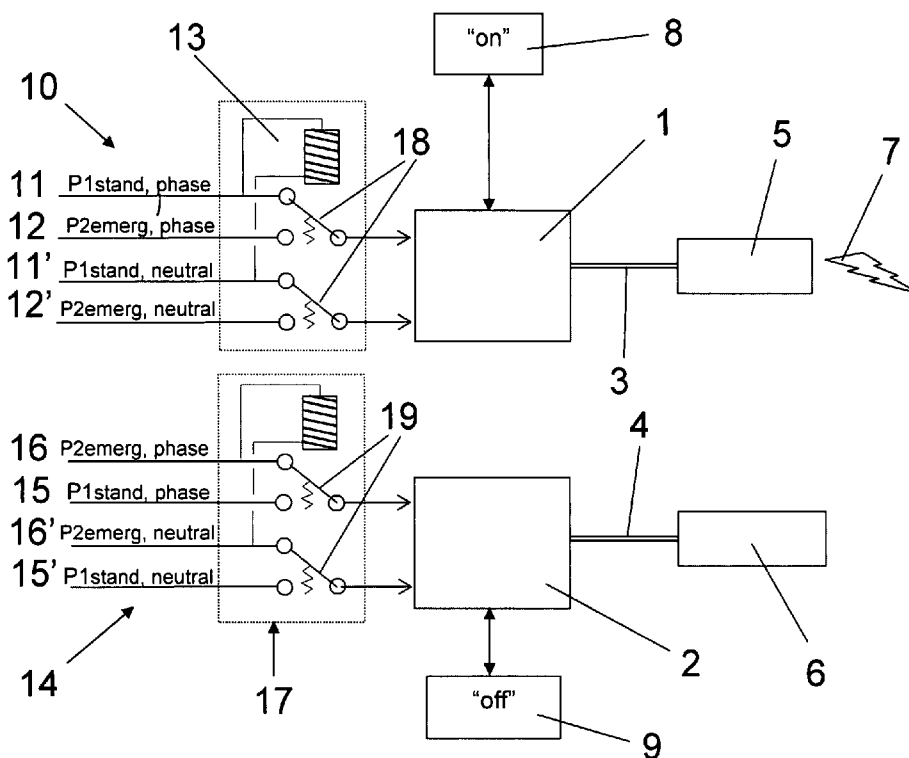 “on”
8
13
10
1
5
7
18
11 P1stand, phase
12 P2emerg, phase
11’ P1stand, neutral
12’ P2emerg, neutral
3
19
4
16 P2emerg, phase
15 P1stand, phase
16’ P2emerg, neutral
15’ P1stand, neutral
14
17
2
6
“off”
9